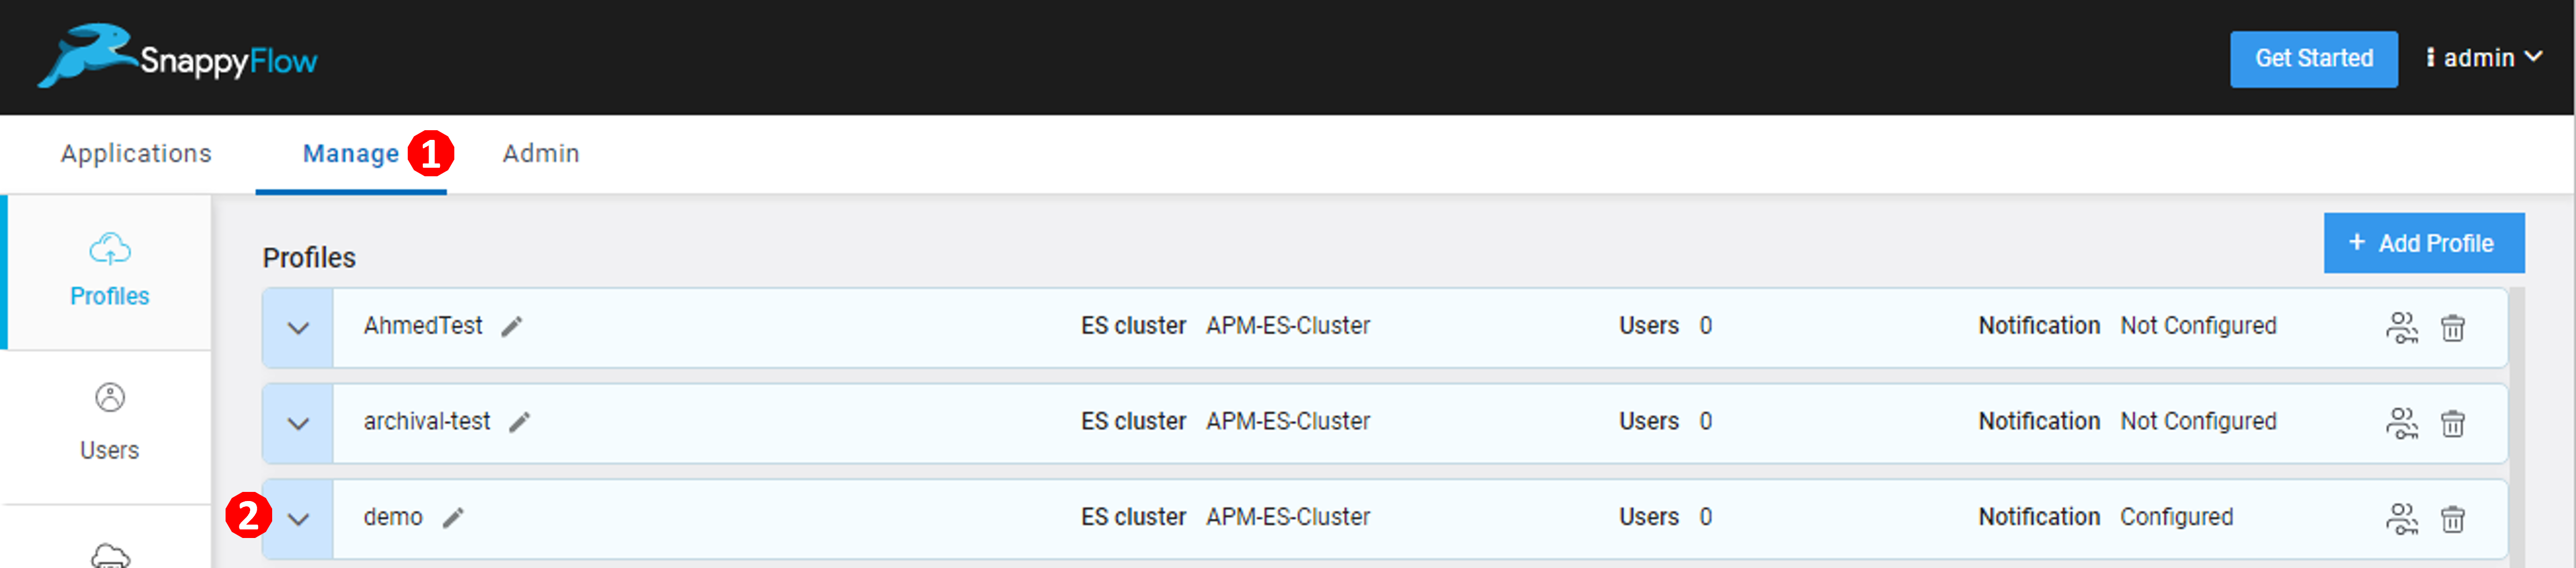 SnappyFlow
Get Started
admin
Applications
Manage 1
Admin
Profiles
Users
Profiles
+ Add Profile
AhmedTest ES cluster APM-ES-Cluster Users 0 Notification Not Configured
archival-test ES cluster APM-ES-Cluster Users 0 Notification Not Configured
2 demo ES cluster APM-ES-Cluster Users 0 Notification Configured